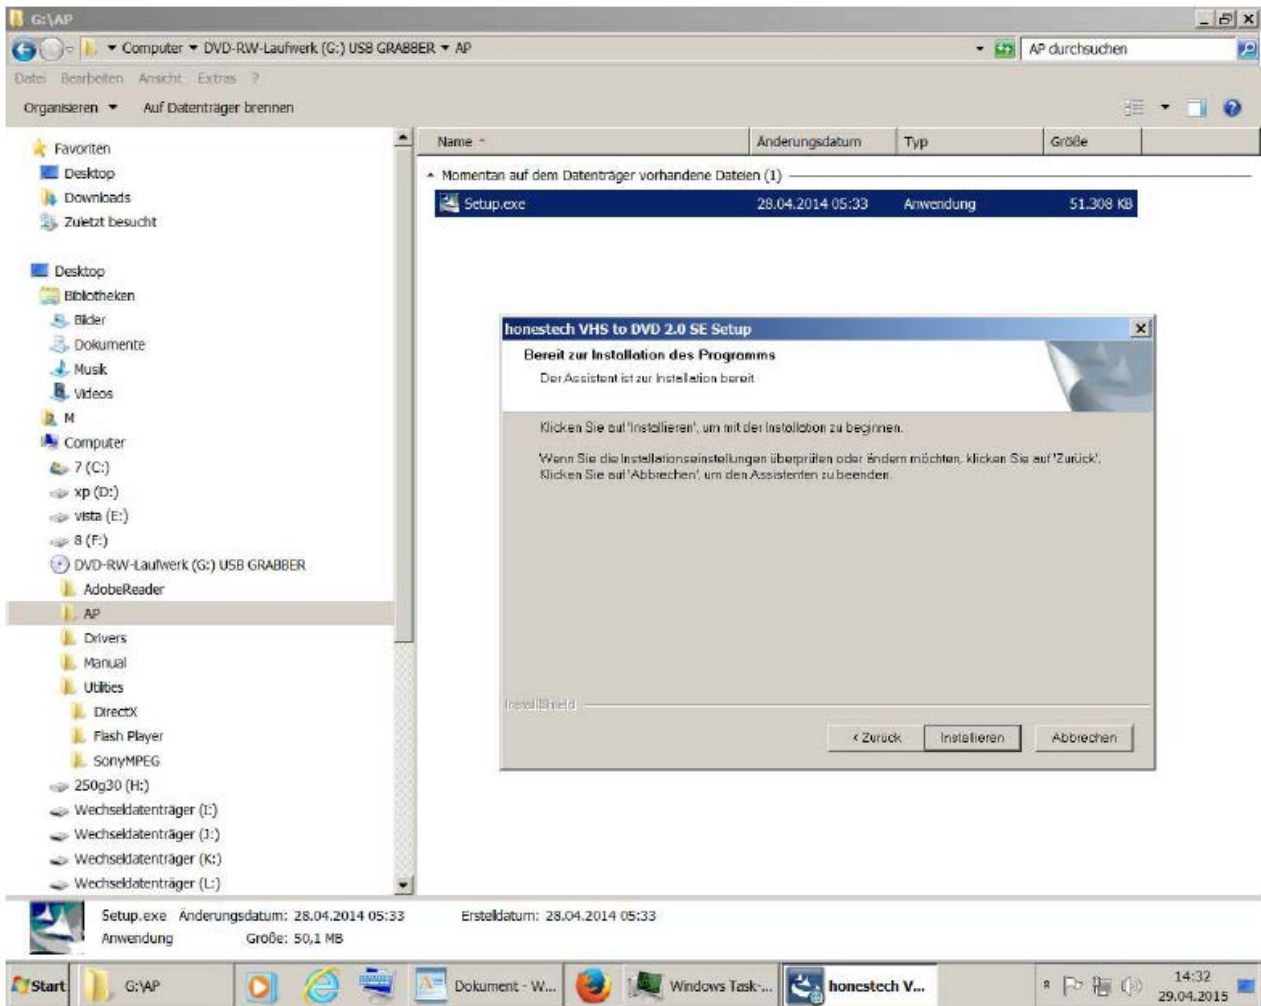 G:\AP
Computer DVD-RW-Laufwerk (G:) USB GRABBER AP
AP durchsuchen
Datei Bearbeiten Ansicht Extras ?
Organisieren Auf Datenträger brennen
Favoriten
Desktop
Downloads
Zuletzt besucht
Desktop
Bibliotheken
Bilder
Dokumente
Musik
Videos
M
Computer
7 (C:)
xp (D:)
vista (E:)
8 (F:)
DVD-RW-Laufwerk (G:) USB GRABBER
AdobeReader
AP
Drivers
Manual
Utilities
DirectX
Flash Player
SonyMPEG
250g30 (H:)
Wechseldatenträger (I:)
Wechseldatenträger (J:)
Wechseldatenträger (K:)
Wechseldatenträger (L:)
Name Änderungsdatum Typ Größe
Momentan auf dem Datenträger vorhandene Dateien (1)
Setup.exe 28.04.2014 05:33 Anwendung 51.308 KB
honestech VHS to DVD 2.0 SE Setup
Bereit zur Installation des Programms
Der Assistent ist zur Installation bereit
Klicken Sie auf 'Installieren', um mit der Installation zu beginnen.
Wenn Sie die Installationseinstellungen überprüfen oder ändern möchten, klicken Sie auf 'Zurück'.
Klicken Sie auf 'Abbrechen', um den Assistenten zu beenden.
InstallShield
< Zurück Installieren Abbrechen
Setup.exe Änderungsdatum: 28.04.2014 05:33 Erstelldatum: 28.04.2014 05:33
Anwendung Größe: 50,1 MB
Start G:\AP Dokument - W... Windows Task-... honestech V... 14:32
29.04.2015